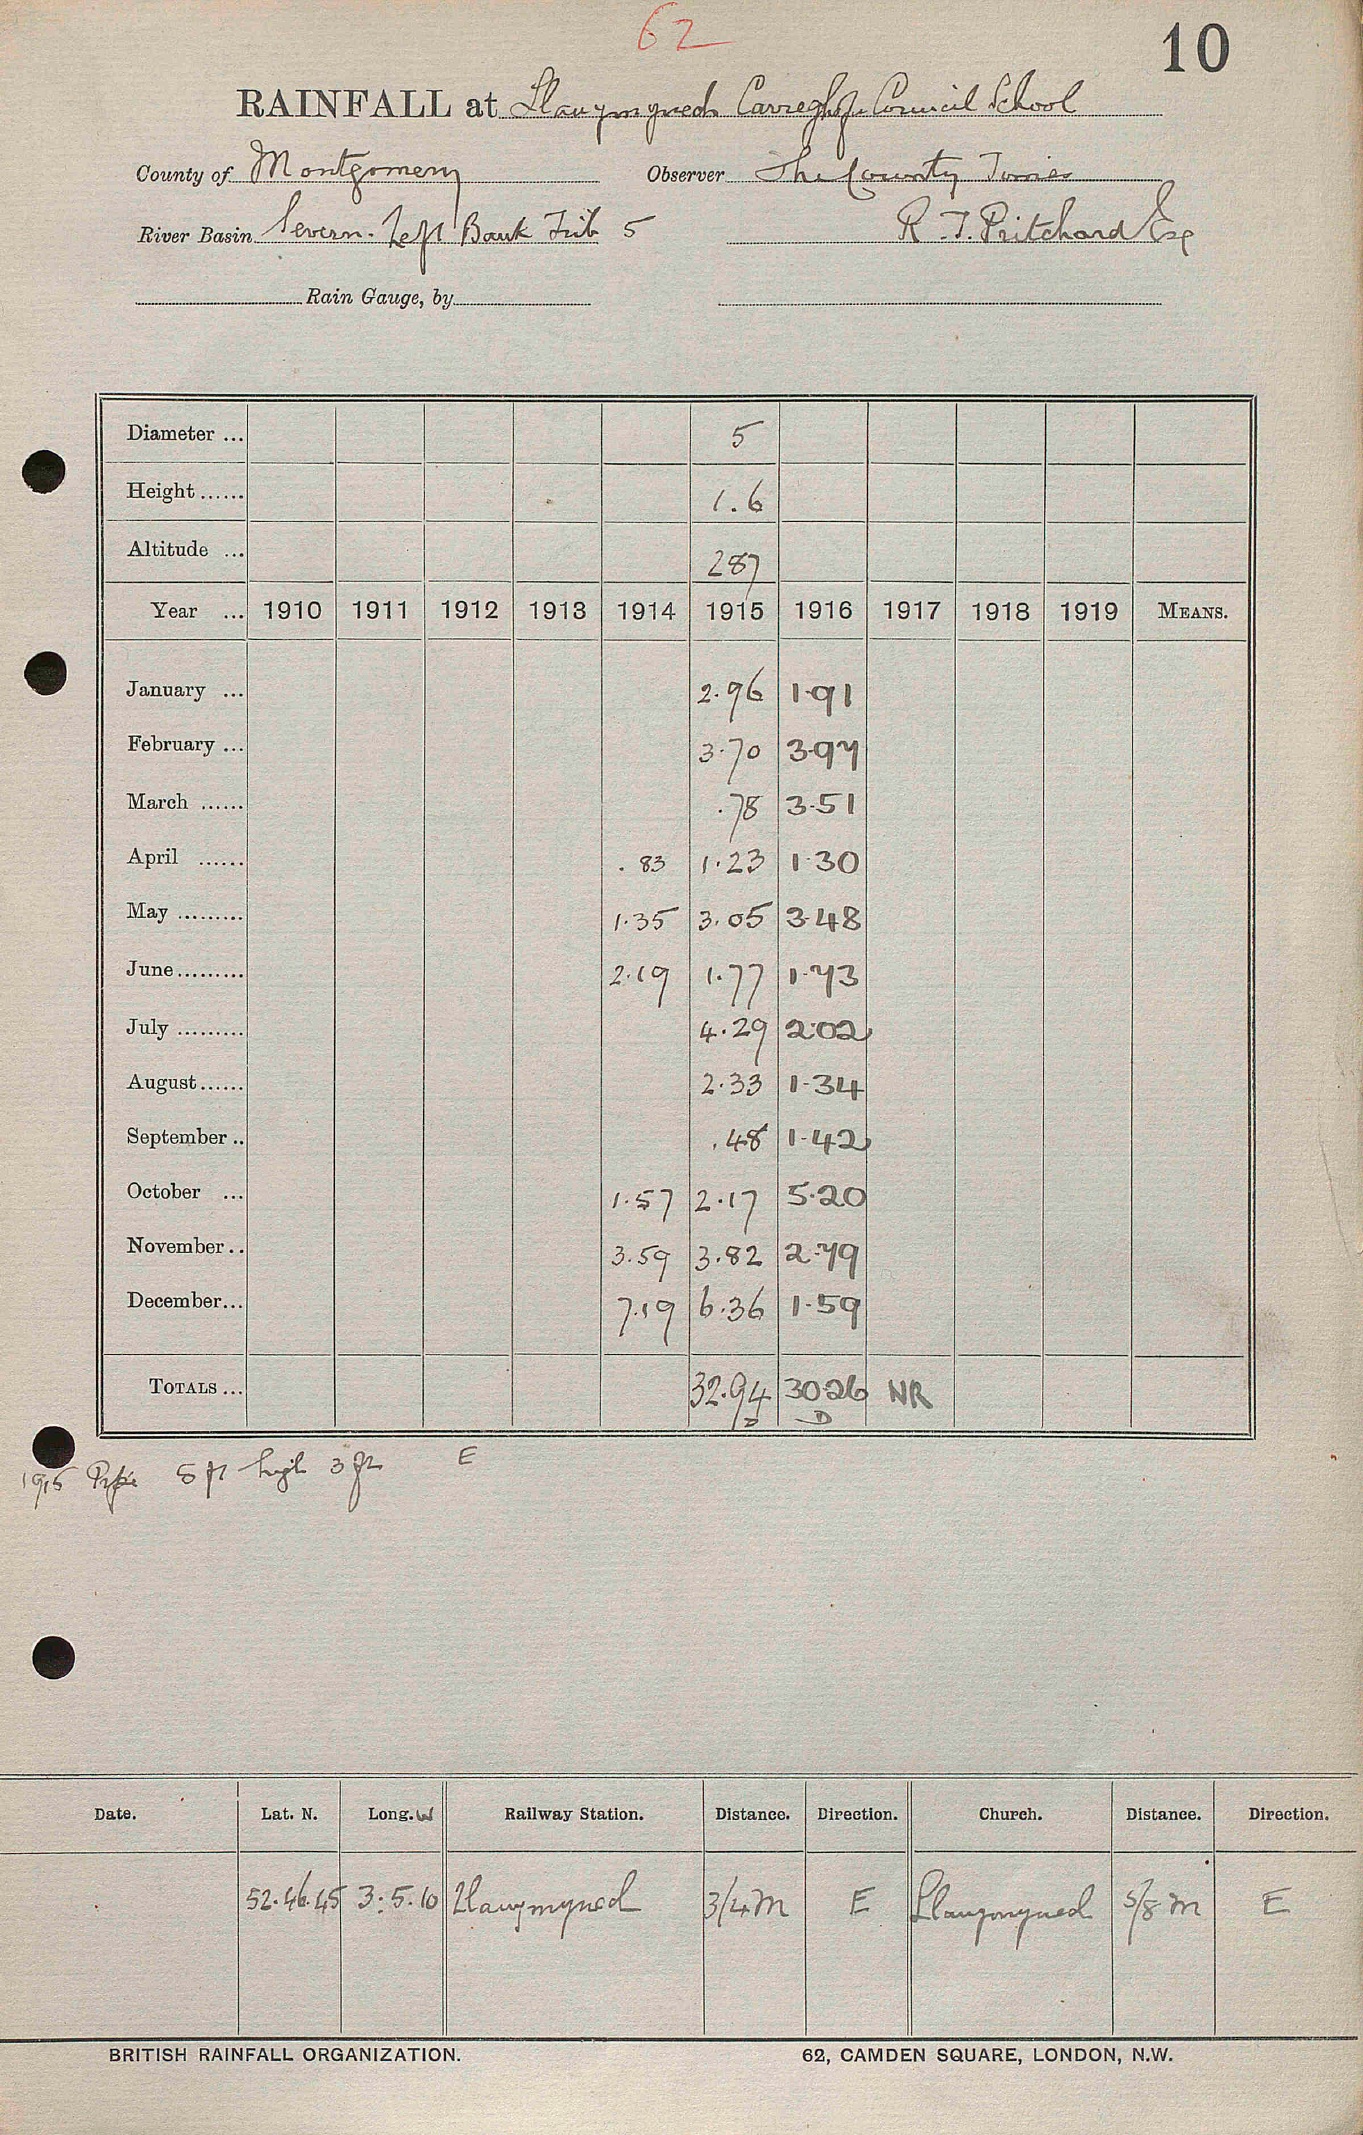 62
10
RAINFALL at Llanymynech Carreghofa Council School
County of Montgomery Observer The County Times
River Basin Severn. Left Bank Trib 5 R. T. Pritchard Esq
Rain Gauge, by
Diameter ... 5
Height ...... 1.6
Altitude ... 287
Year ... 1910 1911 1912 1913 1914 1915 1916 1917 1918 1919 MEANS.
January ... 2.96 1.91
February ... 3.70 3.97
March ...... .78 3.51
April ...... .83 1.23 1.30
May ......... 1.35 3.05 3.48
June ......... 2.19 1.77 1.73
July ......... 4.29 2.02
August ...... 2.33 1.34
September .. .48 1.42
October ... 1.57 2.17 5.20
November .. 3.59 3.82 2.79
December ... 7.19 6.36 1.59
TOTALS ... 32.94 30.26 NR
D D
1915 8 ft high 3 ft E
Date. Lat. N. Long. W Railway Station. Distance. Direction. Church. Distance. Direction.
52.46.45 3.5.10 Llanymynech 3/4 m E Llanymynech 5/8 m E
BRITISH RAINFALL ORGANIZATION. 62, CAMDEN SQUARE, LONDON, N.W.